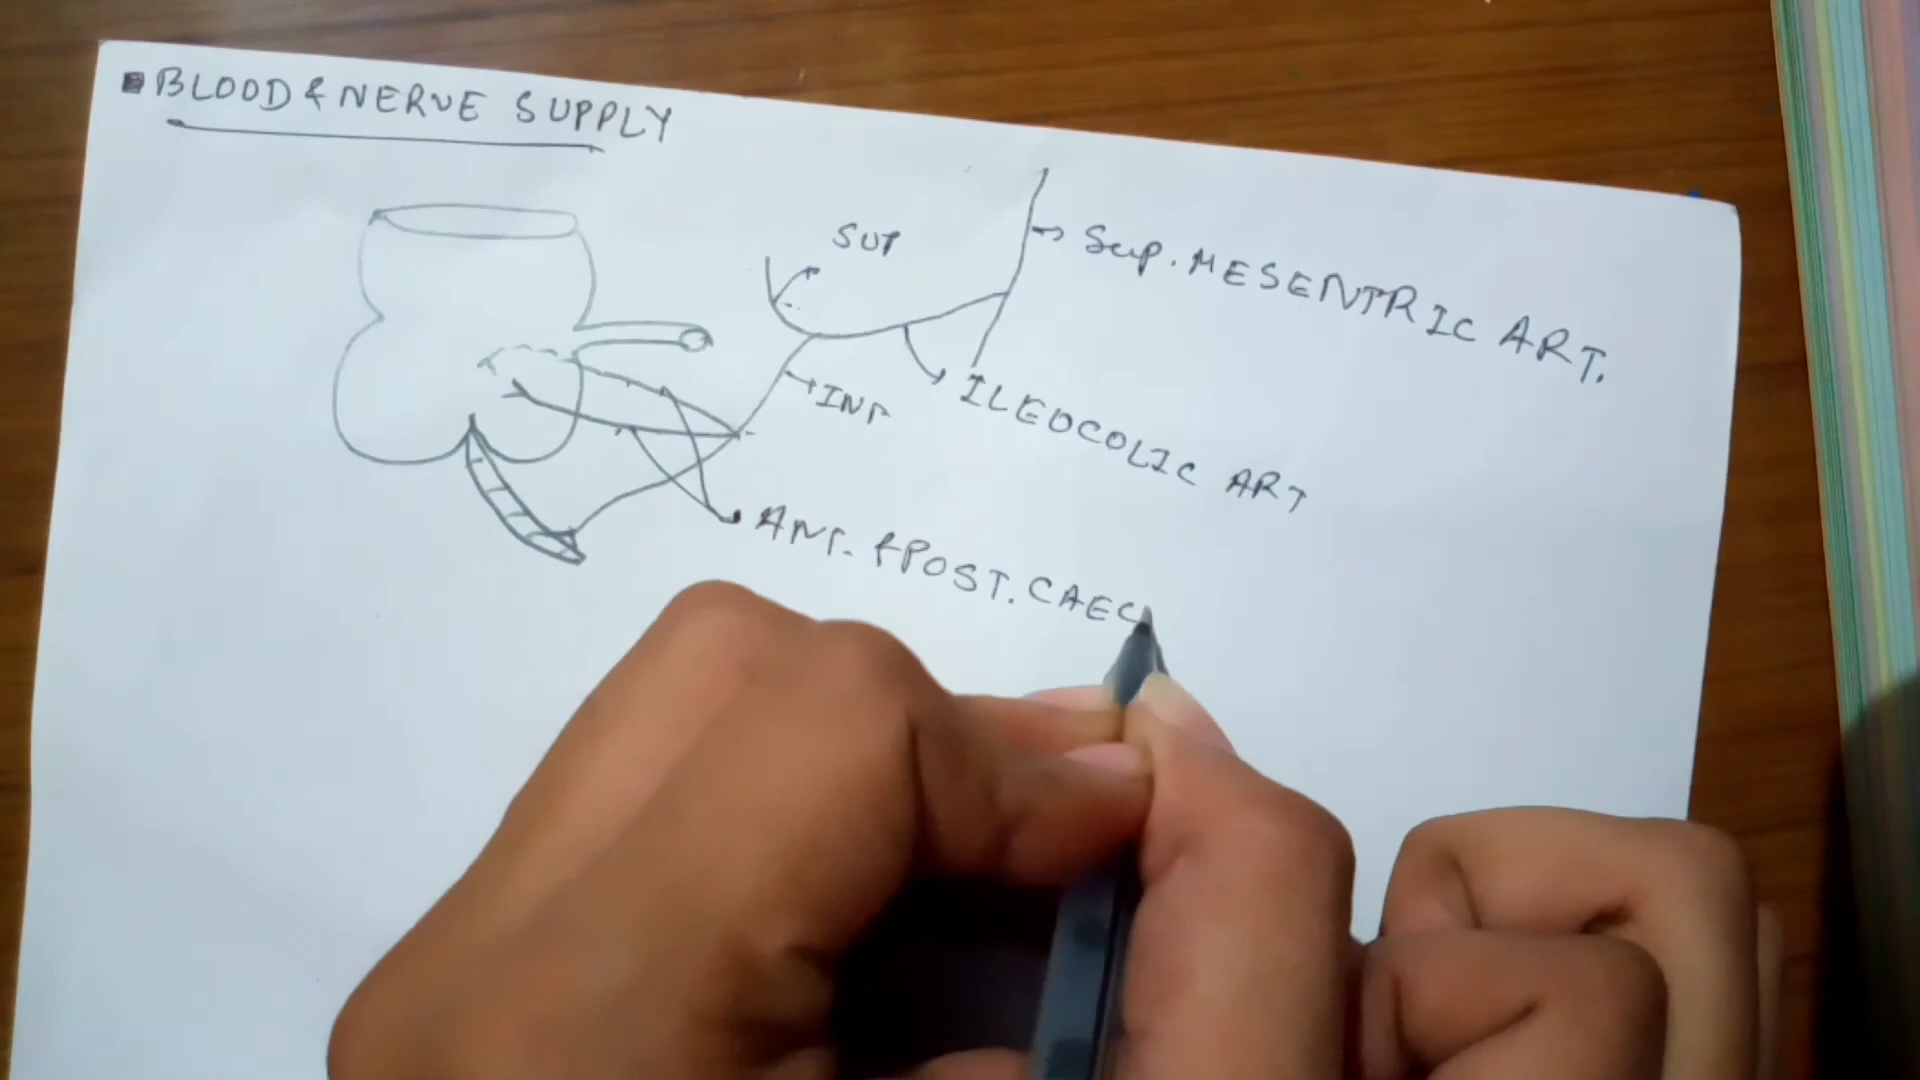 BLOOD & NERVE SUPPLY
SUP
Sup. MESENTRIC ART.
INF
ILEOCOLIC ART
ANT. & POST. CAEC